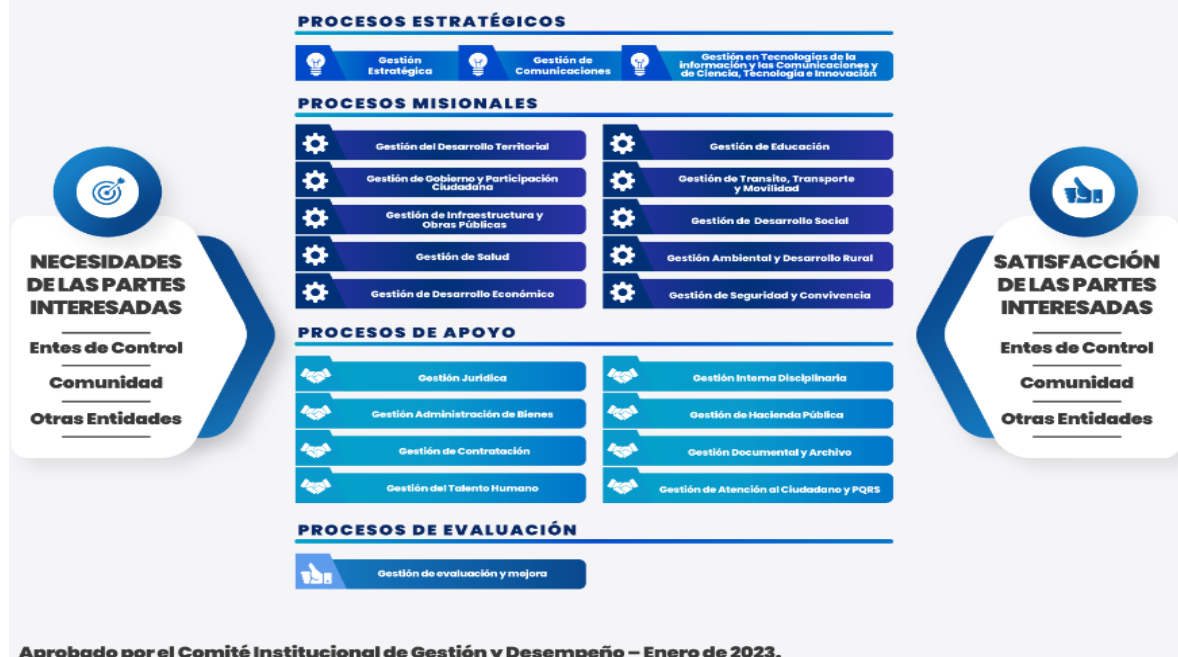 PROCESOS ESTRATÉGICOS
Gestión
Estratégica
Gestión de
Comunicaciones
Gestión en Tecnologías de la
información y las Comunicaciones y
de Ciencia, Tecnología e Innovación
PROCESOS MISIONALES
Gestión del Desarrollo Territorial
Gestión de Educación
Gestión de Gobierno y Participación
Ciudadana
Gestión de Transito, Transporte
y Movilidad
Gestión de Infraestructura y
Obras Públicas
Gestión de Desarrollo Social
Gestión de Salud
Gestión Ambiental y Desarrollo Rural
Gestión de Desarrollo Económico
Gestión de Seguridad y Convivencia
NECESIDADES
DE LAS PARTES
INTERESADAS
Entes de Control
Comunidad
Otras Entidades
SATISFACCIÓN
DE LAS PARTES
INTERESADAS
Entes de Control
Comunidad
Otras Entidades
PROCESOS DE APOYO
Gestión Jurídica
Gestión Interna Disciplinaria
Gestión Administración de Bienes
Gestión de Hacienda Pública
Gestión de Contratación
Gestión Documental y Archivo
Gestión del Talento Humano
Gestión de Atención al Ciudadano y PQRS
PROCESOS DE EVALUACIÓN
Gestión de evaluación y mejora
Aprobado por el Comité Institucional de Gestión y Desempeño – Enero de 2023.